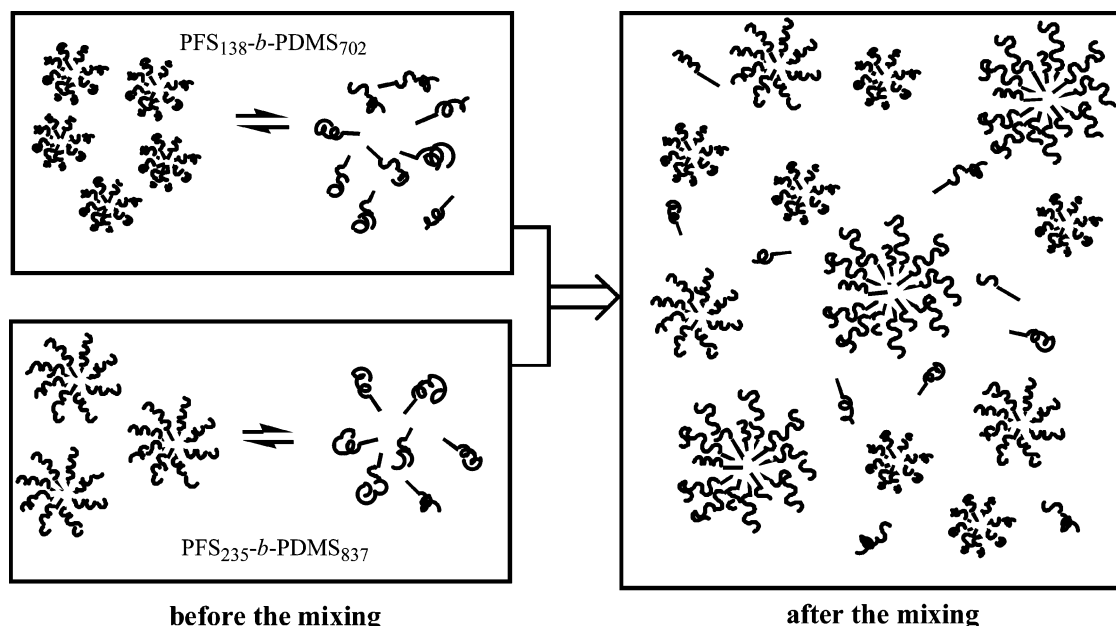 PFS138-b-PDMS702
PFS235-b-PDMS837
before the mixing
after the mixing